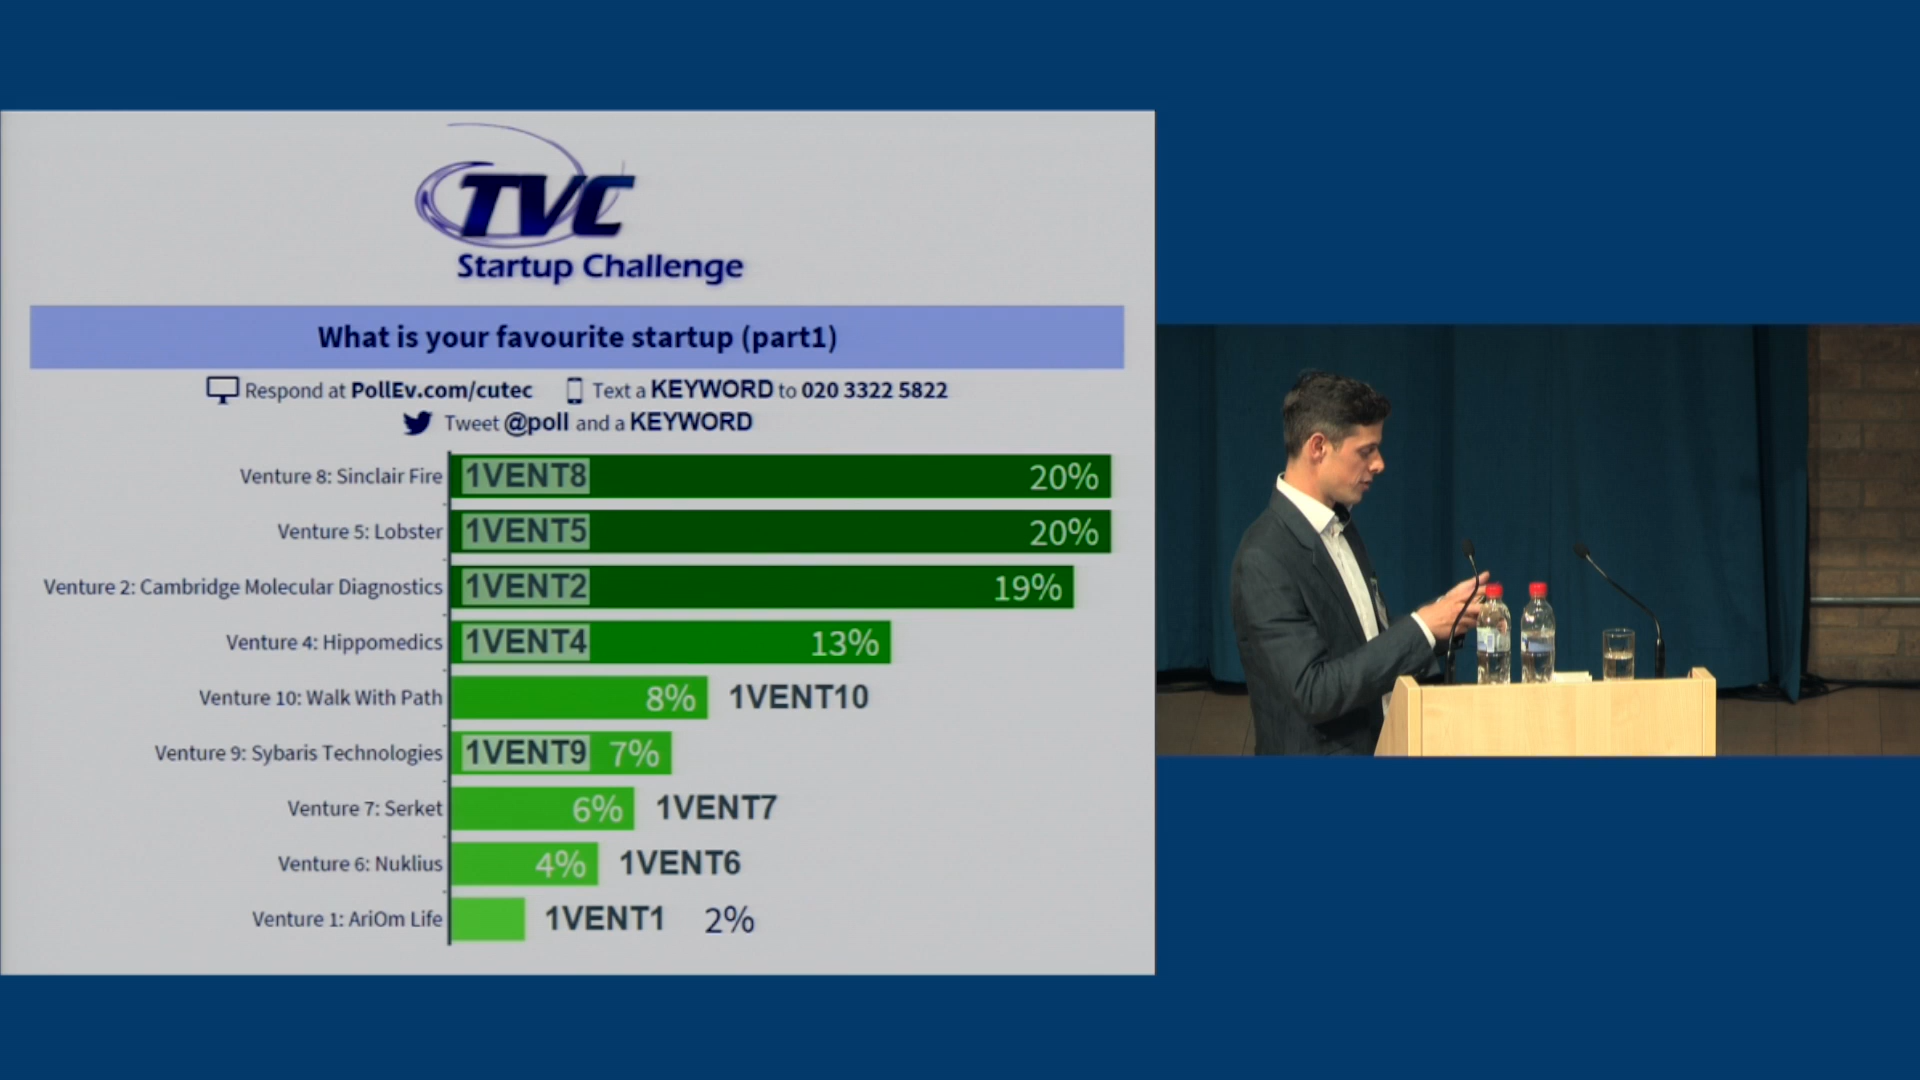 TVC
Startup Challenge
What is your favourite startup (part1)
Respond at PollEv.com/cutec Text a KEYWORD to 020 3322 5822
Tweet @poll and a KEYWORD
Venture 8: Sinclair Fire 1VENT8 20%
Venture 5: Lobster 1VENT5 20%
Venture 2: Cambridge Molecular Diagnostics 1VENT2 19%
Venture 4: Hippomedics 1VENT4 13%
Venture 10: Walk With Path 8% 1VENT10
Venture 9: Sybaris Technologies 1VENT9 7%
Venture 7: Serket 6% 1VENT7
Venture 6: Nuklius 4% 1VENT6
Venture 1: AriOm Life 1VENT1 2%